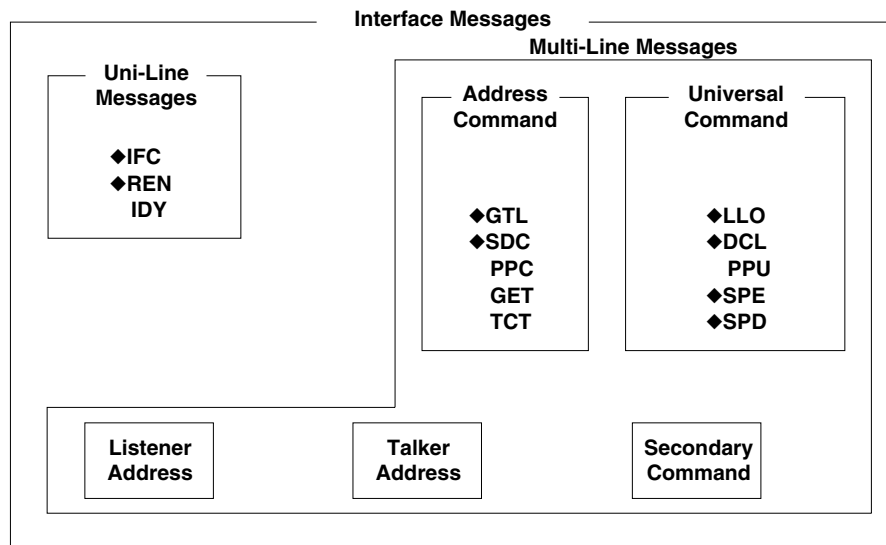 Interface Messages
Multi-Line Messages
Uni-Line
Messages
◆IFC
◆REN
IDY
Address
Command
◆GTL
◆SDC
PPC
GET
TCT
Universal
Command
◆LLO
◆DCL
PPU
◆SPE
◆SPD
Listener
Address
Talker
Address
Secondary
Command